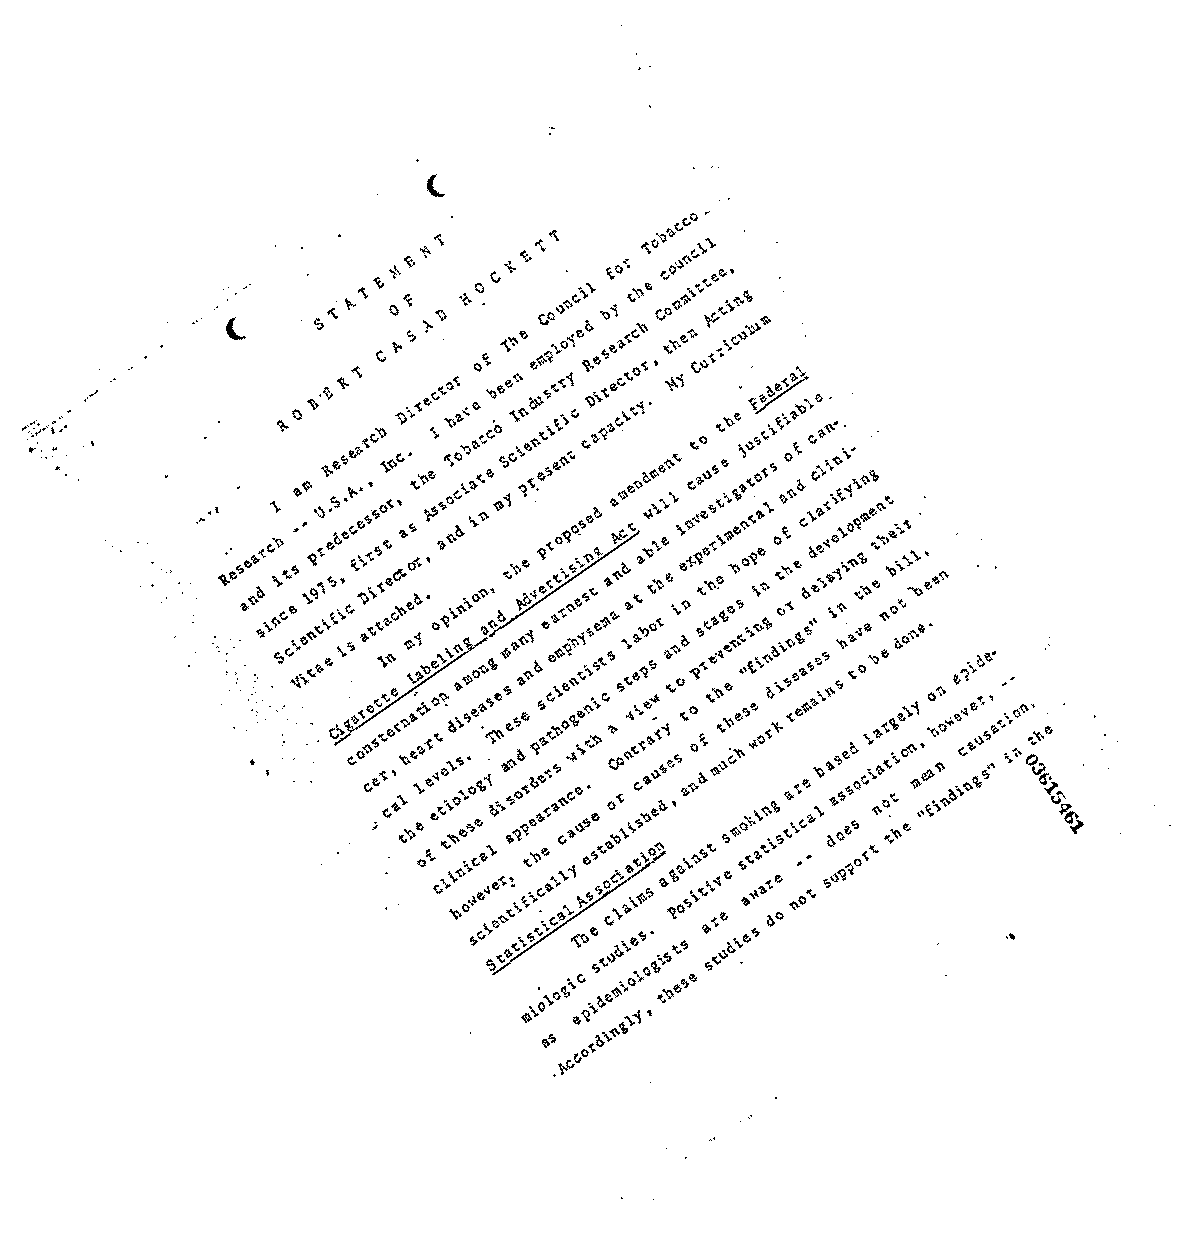 STATEMENT
OF
ROBERT CASAD HOCKETT
I am Research Director of The Council for Tobacco
Research -- U.S.A., Inc. I have been employed by the council
and its predecessor, the Tobacco Industry Research Committee,
since 1975, first as Associate Scientific Director, then Acting
Scientific Director, and in my present capacity. My Curriculum
Vitae is attached.
In my opinion, the proposed amendment to the Federal
Cigarette Labeling and Advertising Act will cause justifiable
consternation among many earnest and able investigators of can-
cer, heart diseases and emphysema at the experimental and clini-
cal levels. These scientists labor in the hope of clarifying
the etiology and pathogenic steps and stages in the development
of these disorders with a view to preventing or delaying their
clinical appearance. Contrary to the "findings" in the bill,
however, the cause or causes of these diseases have not been
scientifically established, and much work remains to be done.
Statistical Association
The claims against smoking are based largely on epide-
miologic studies. Positive statistical association, however, --
as epidemiologists are aware -- does not mean causation.
Accordingly, these studies do not support the "findings" in the
03615461